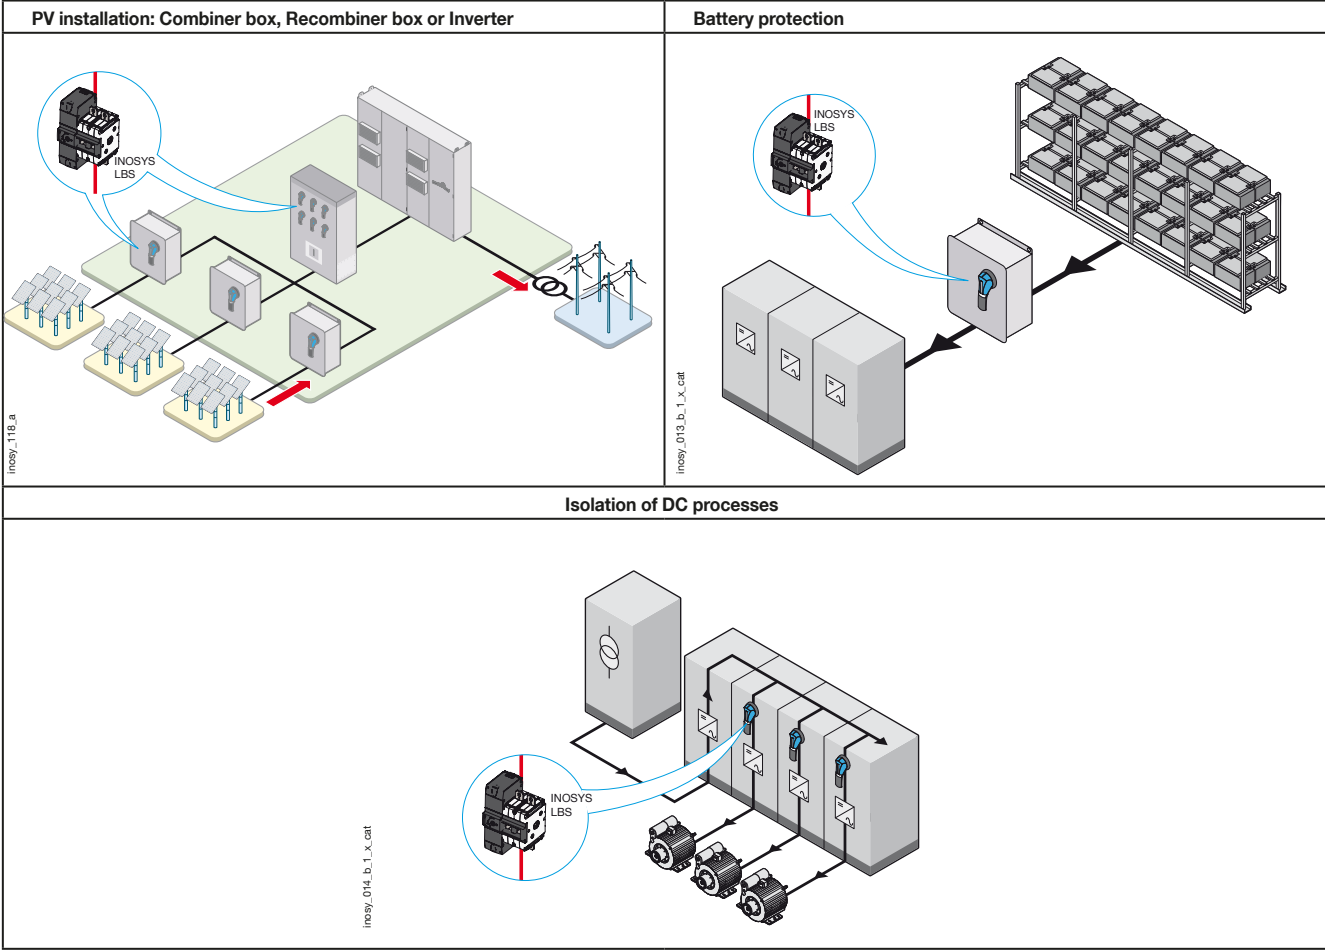 PV installation: Combiner box, Recombiner box or Inverter
Battery protection
INOSYS
LBS
inosy_118_a
INOSYS
LBS
inosy_013_b_1_x_cat
Isolation of DC processes
INOSYS
LBS
inosy_014_b_1_x_cat